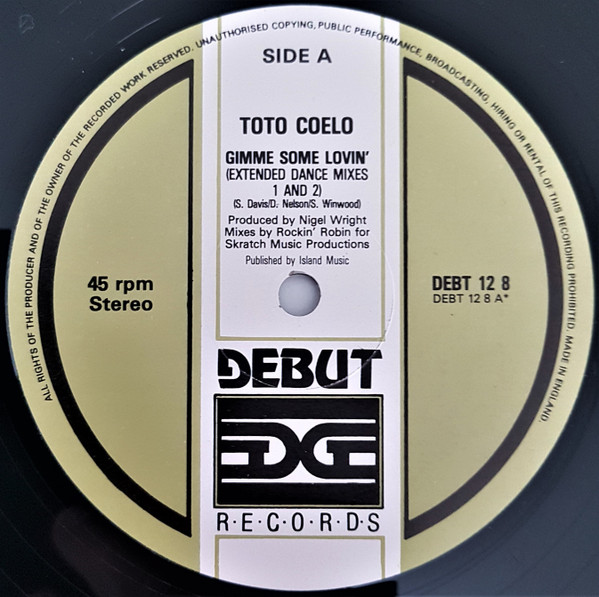 ALL RIGHTS OF THE PRODUCER AND OF THE OWNER OF THE RECORDED WORK RESERVED. UNAUTHORISED COPYING, PUBLIC PERFORMANCE, BROADCASTING, HIRING OR RENTAL OF THIS RECORDING PROHIBITED. MADE IN ENGLAND.
SIDE A
TOTO COELO
GIMME SOME LOVIN'
(EXTENDED DANCE MIXES
1 AND 2)
(S. Davis/D. Nelson/S. Winwood)
Produced by Nigel Wright
Mixes by Rockin' Robin for
Skratch Music Productions
Published by Island Music
45 rpm
Stereo
DEBT 12 8
DEBT 12 8 A*
DEBUT
EDGE
R·E·C·O·R·D·S